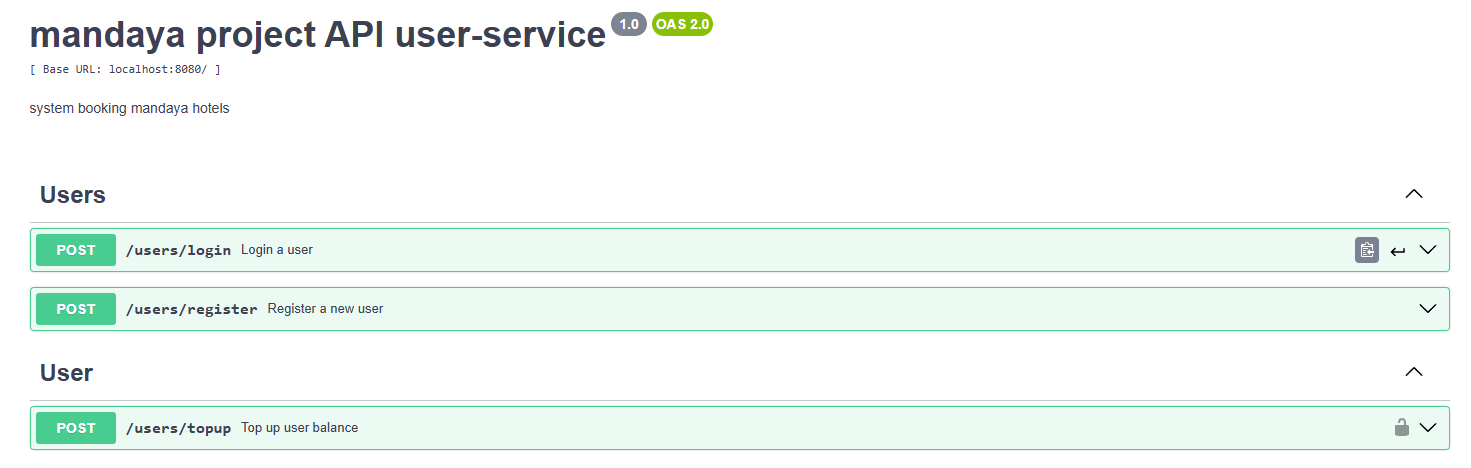 mandaya project API user-service 1.0 OAS 2.0
[ Base URL: localhost:8080/ ]
system booking mandaya hotels
Users
POST /users/login Login a user
POST /users/register Register a new user
User
POST /users/topup Top up user balance